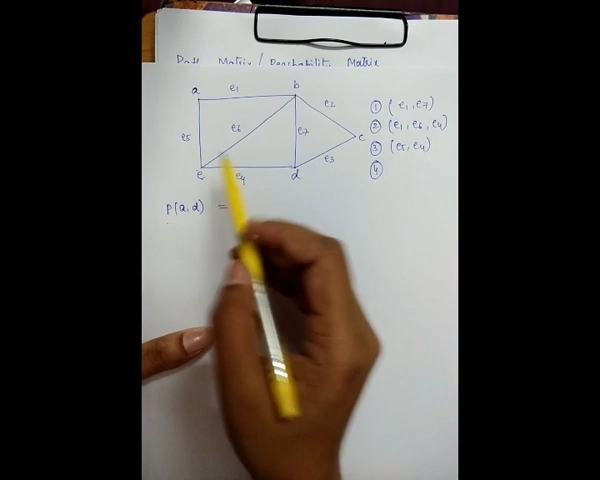 Path Matrix / Reachability Matrix
a e1 b
e2
① (e1, e7)
② (e1, e6, e4)
e5 e6 e7 c
③ (e5, e4)
e3
④
e e4 d
P(a,d) =